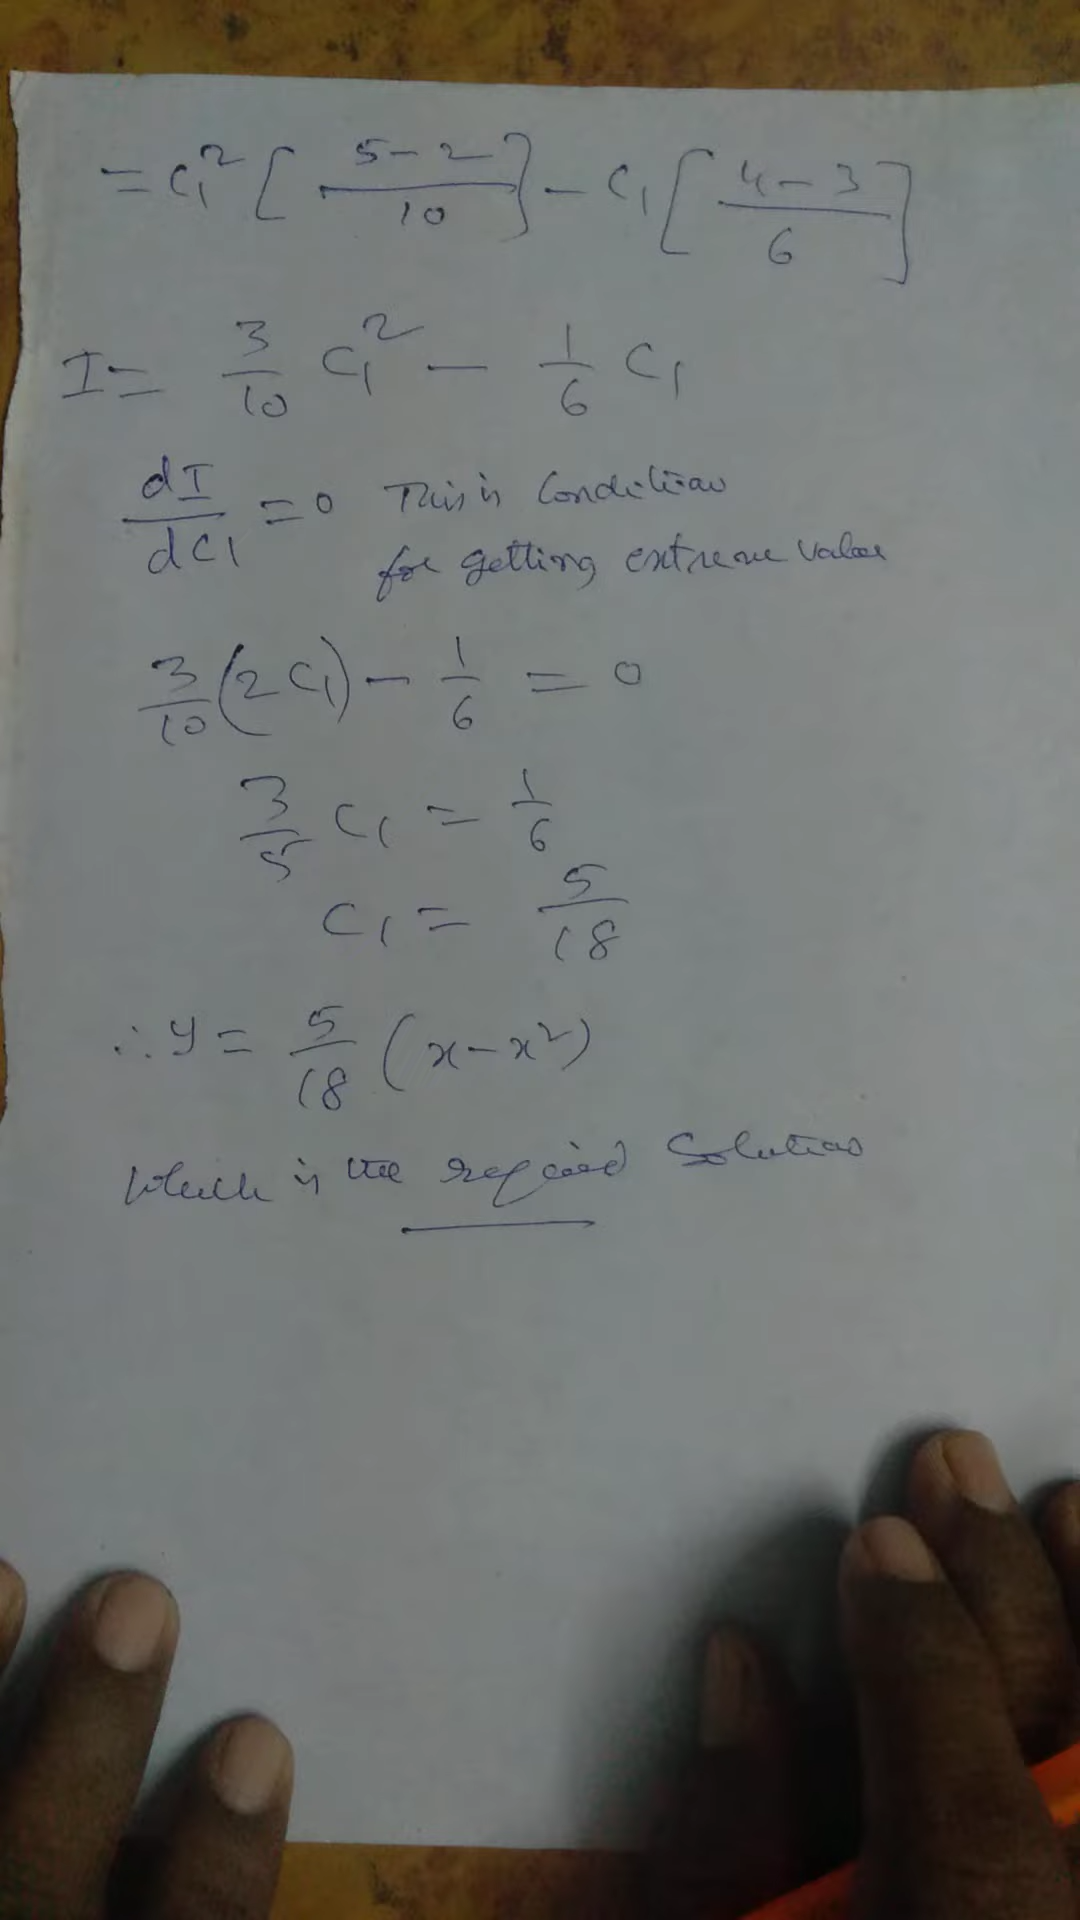 = C₁² [ (5-2)/10 ] - C₁ [ (4-3)/6 ]
I = 3/10 C₁² - 1/6 C₁
dI/dC₁ = 0 This is Condition
for getting extreme value
3/10 (2C₁) - 1/6 = 0
3/5 C₁ = 1/6
C₁ = 5/18
∴ y = 5/18 (x - x²)
Which is the required Solution